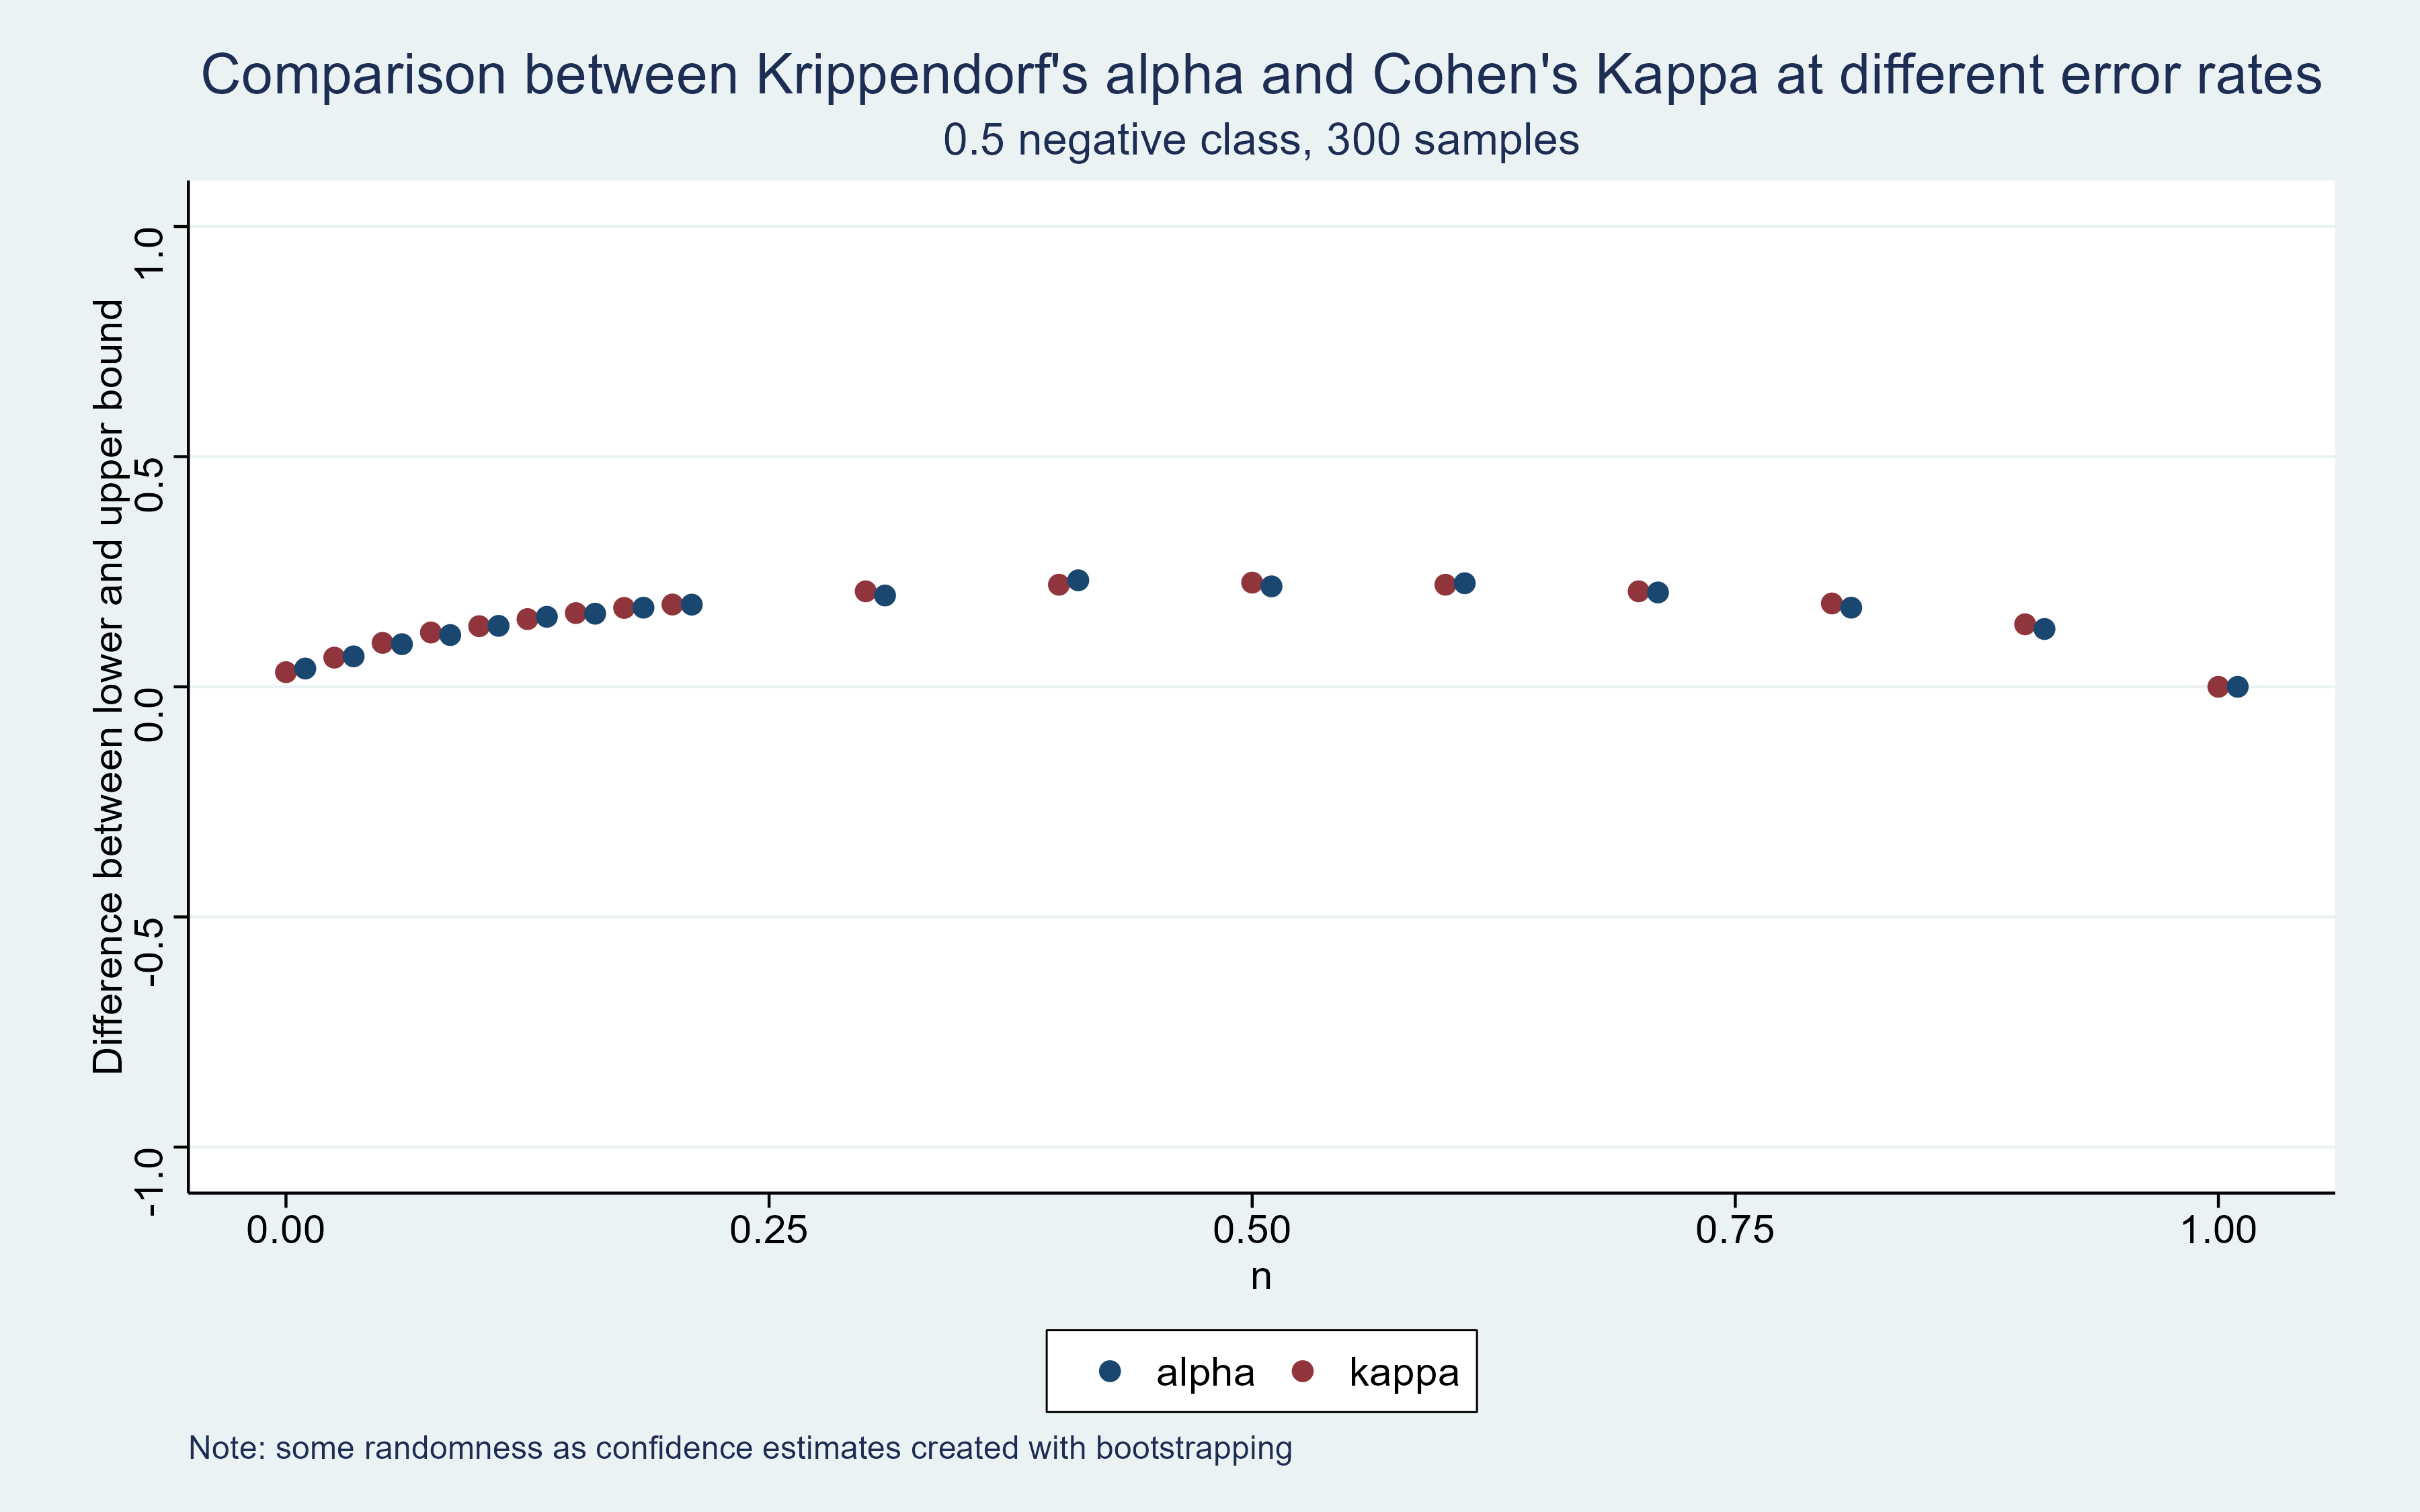 Comparison between Krippendorf's alpha and Cohen's Kappa at different error rates
0.5 negative class, 300 samples
Difference between lower and upper bound
1.0
0.5
0.0
-0.5
-1.0
0.00 0.25 0.50 0.75 1.00
n
alpha kappa
Note: some randomness as confidence estimates created with bootstrapping